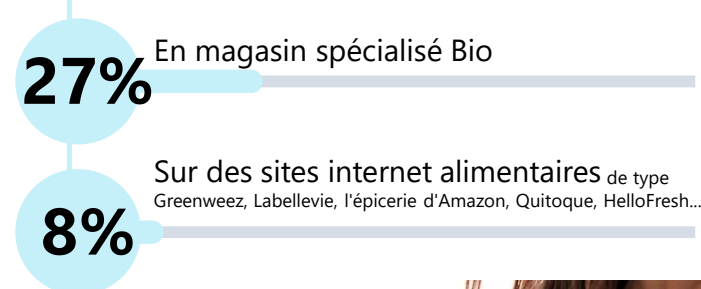 En magasin spécialisé Bio
27%
Sur des sites internet alimentaires de type
Greenweez, Labellevie, l'épicerie d'Amazon, Quitoque, HelloFresh...
8%